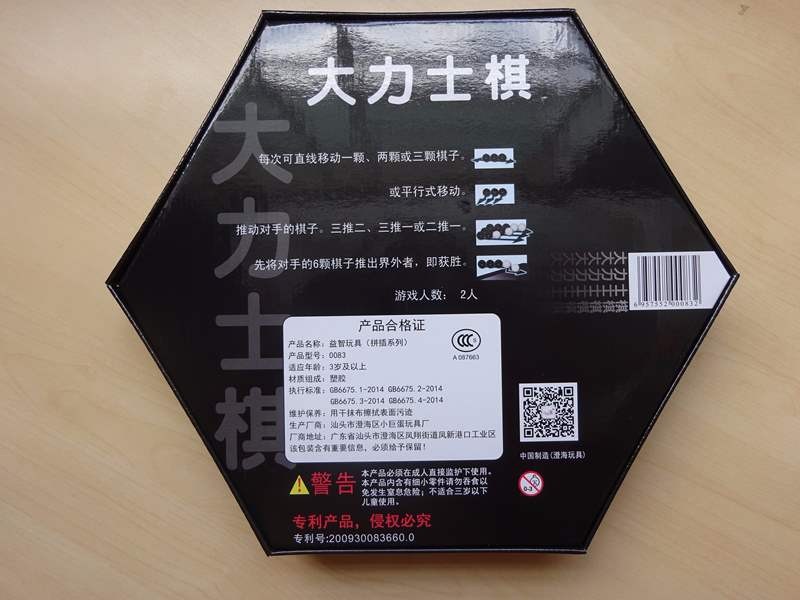 大力士棋
大力士棋
每次可直线移动一颗、两颗或三颗棋子。
或平行式移动。
推动对手的棋子。三推二、三推一或二推一。
先将对手的6颗棋子推出界外者，即获胜。
游戏人数： 2人
大力士棋
6 957552 000832
产品合格证
产品名称：益智玩具（拼插系列）
产品型号：0083
适应年龄：3岁及以上
材质组成：塑胶
执行标准：GB6675.1-2014 GB6675.2-2014
GB6675.3-2014 GB6675.4-2014
维护保养：用干抹布擦拭表面污迹
生产厂商：汕头市澄海区小巨蛋玩具厂
厂商地址：广东省汕头市澄海区凤翔街道凤新港口工业区
该包装含有重要信息，必须给予保留！
CCC
A 087663
中国制造(澄海玩具)
警告
本产品必须在成人直接监护下使用。
本产品内含有细小零件请勿吞食以
免发生窒息危险；不适合三岁以下
儿童使用。
0-3
专利产品，侵权必究
专利号:200930083660.0